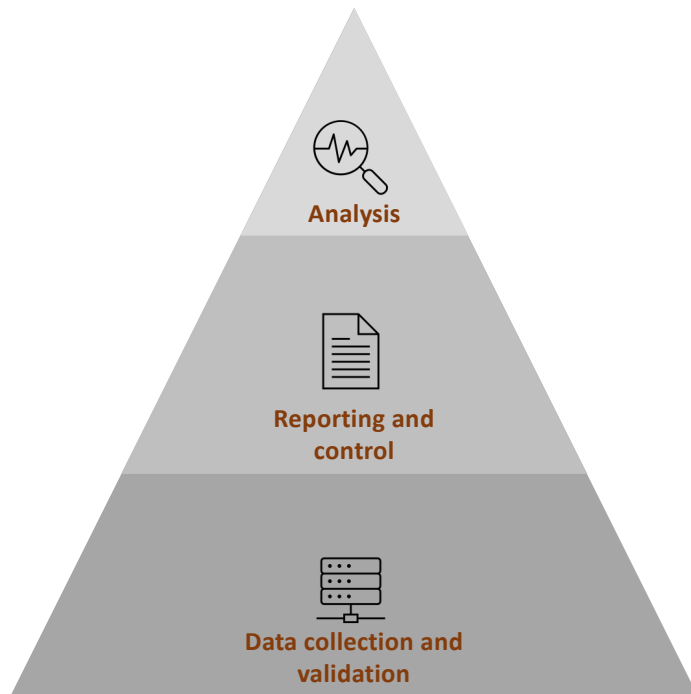 Analysis
Reporting and
control
Data collection and
validation